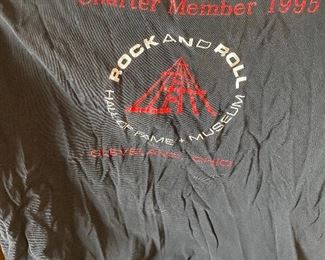 Charter Member 1995
ROCK AND ROLL
HALL OF FAME + MUSEUM
CLEVELAND, OHIO